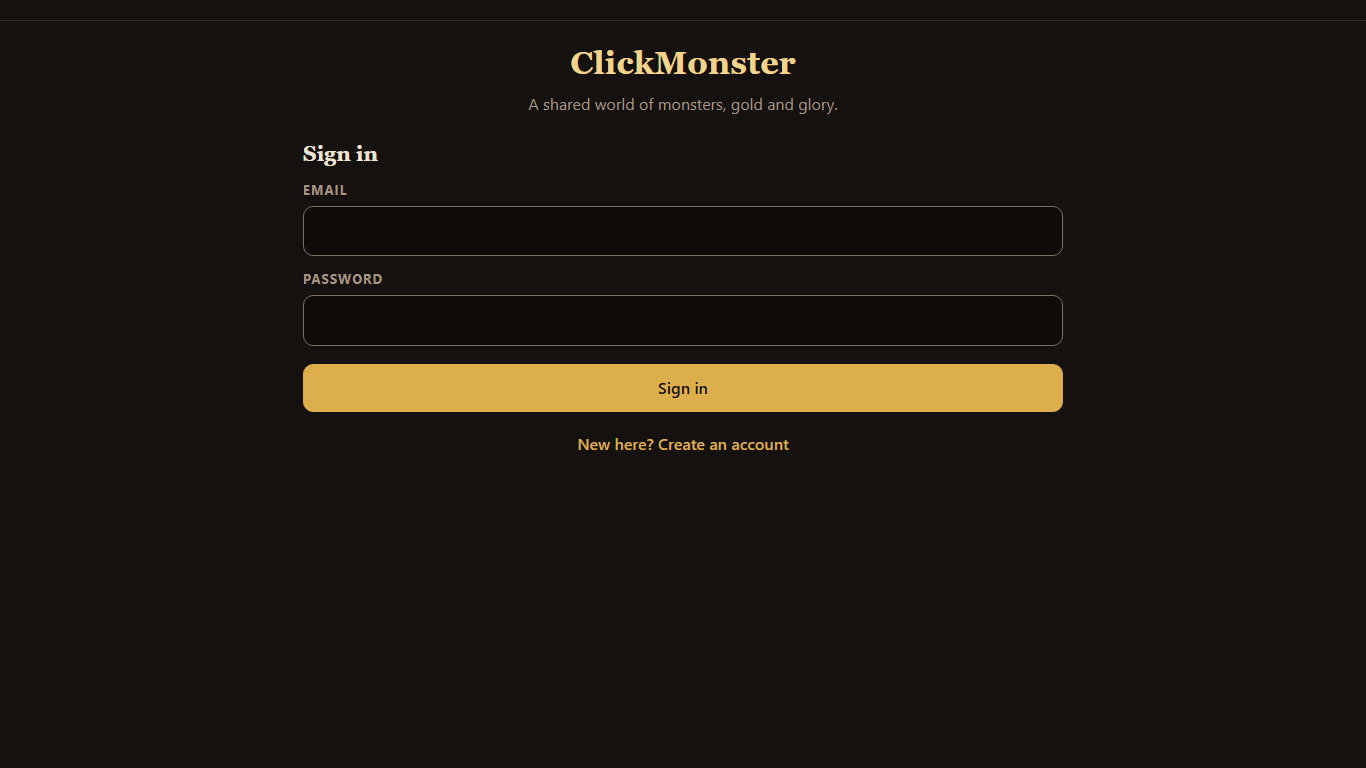 ClickMonster
A shared world of monsters, gold and glory.
Sign in
EMAIL
PASSWORD
Sign in
New here? Create an account